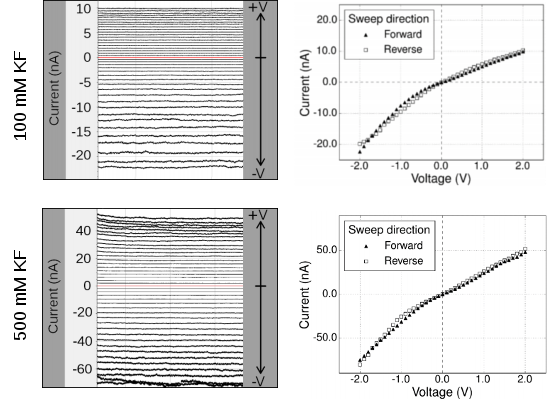 100 mM KF
Current (nA)
10
5
0
-5
-10
-15
-20
+V
-V
Current (nA)
20.0
10.0
0.0
-10.0
-20.0
Sweep direction
Forward
Reverse
-2.0 -1.0 0.0 1.0 2.0
Voltage (V)
500 mM KF
Current (nA)
40
20
0
-20
-40
-60
+V
-V
Current (nA)
50.0
0.0
-50.0
Sweep direction
Forward
Reverse
-2.0 -1.0 0.0 1.0 2.0
Voltage (V)